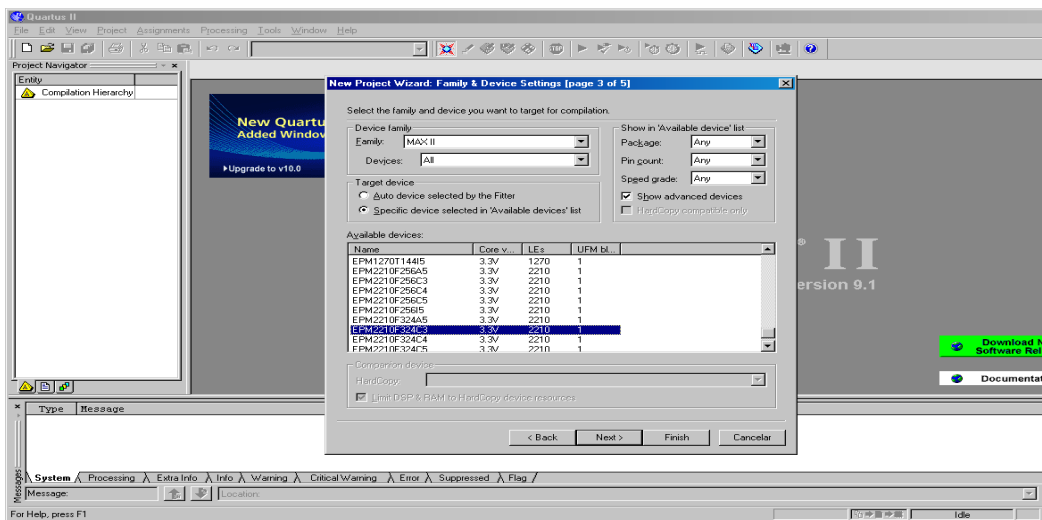 Quartus II
File Edit View Project Assignments Processing Tools Window Help
Project Navigator
Entity
Compilation Hierarchy
New Quartu
Added Window
Upgrade to v10.0
New Project Wizard: Family & Device Settings [page 3 of 5]
Select the family and device you want to target for compilation.
Device family
Family: MAX II
Devices: All
Target device
Auto device selected by the Fitter
Specific device selected in 'Available devices' list
Show in 'Available device' list
Package: Any
Pin count: Any
Speed grade: Any
Show advanced devices
HardCopy compatible only
Available devices:
Name Core v... LEs UFM bl...
EPM1270T144I5 3.3V 1270 1
EPM2210F256A5 3.3V 2210 1
EPM2210F256C3 3.3V 2210 1
EPM2210F256C4 3.3V 2210 1
EPM2210F256C5 3.3V 2210 1
EPM2210F256I5 3.3V 2210 1
EPM2210F324A5 3.3V 2210 1
EPM2210F324C3 3.3V 2210 1
EPM2210F324C4 3.3V 2210 1
EPM2210F324C5 3.3V 2210 1
Companion device
HardCopy:
Limit DSP & RAM to HardCopy device resources
< Back Next > Finish Cancelar
® II
ersion 9.1
Download N
Software Rel
Documentat
Type Message
System Processing Extra Info Info Warning Critical Warning Error Suppressed Flag
Messages
Message: Location:
For Help, press F1
Idle